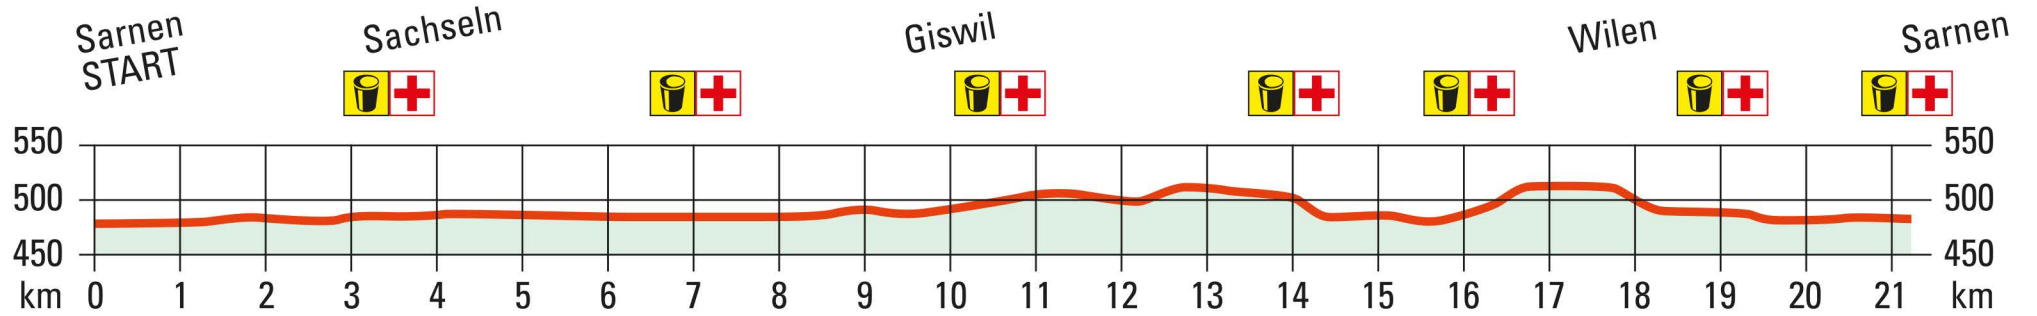 Sarnen
START
Sachseln
Giswil
Wilen
Sarnen
550 550
500 500
450 450
km 0 1 2 3 4 5 6 7 8 9 10 11 12 13 14 15 16 17 18 19 20 21 km